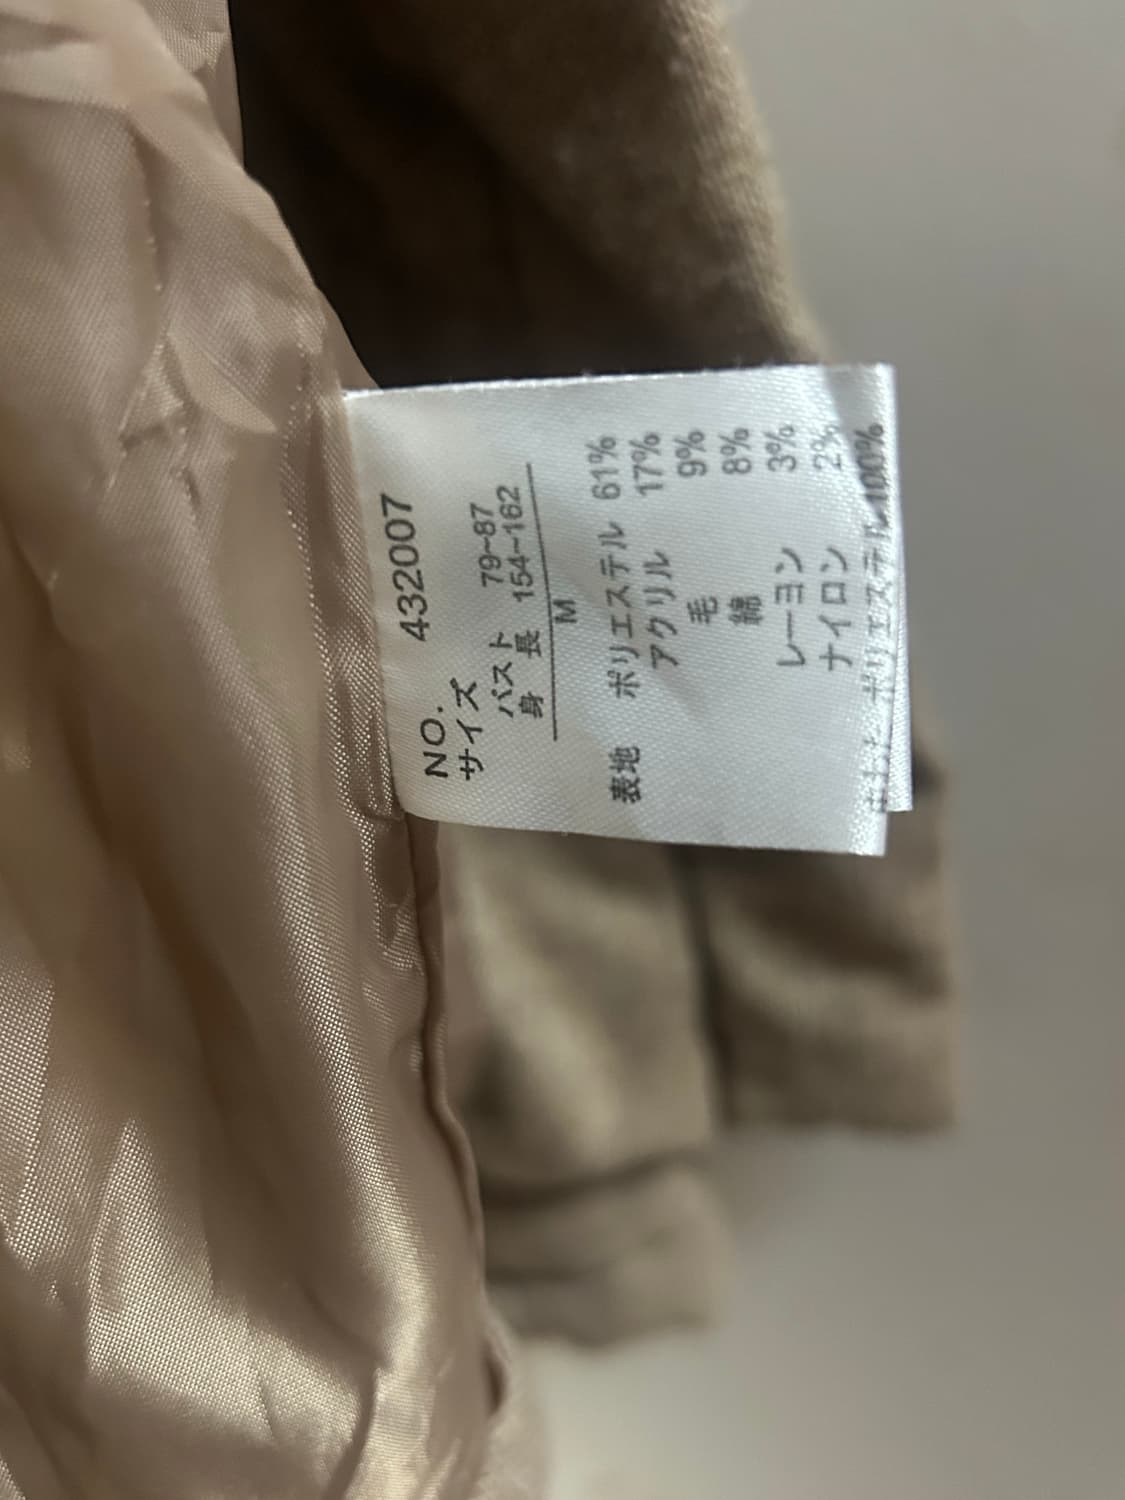 NO. 432007
サイズ
バスト 79~87
身 長 154~162
M
表地 ポリエステル 61%
アクリル 17%
毛 9%
綿 8%
レーヨン 3%
ナイロン 2%
ポリエステル 100%